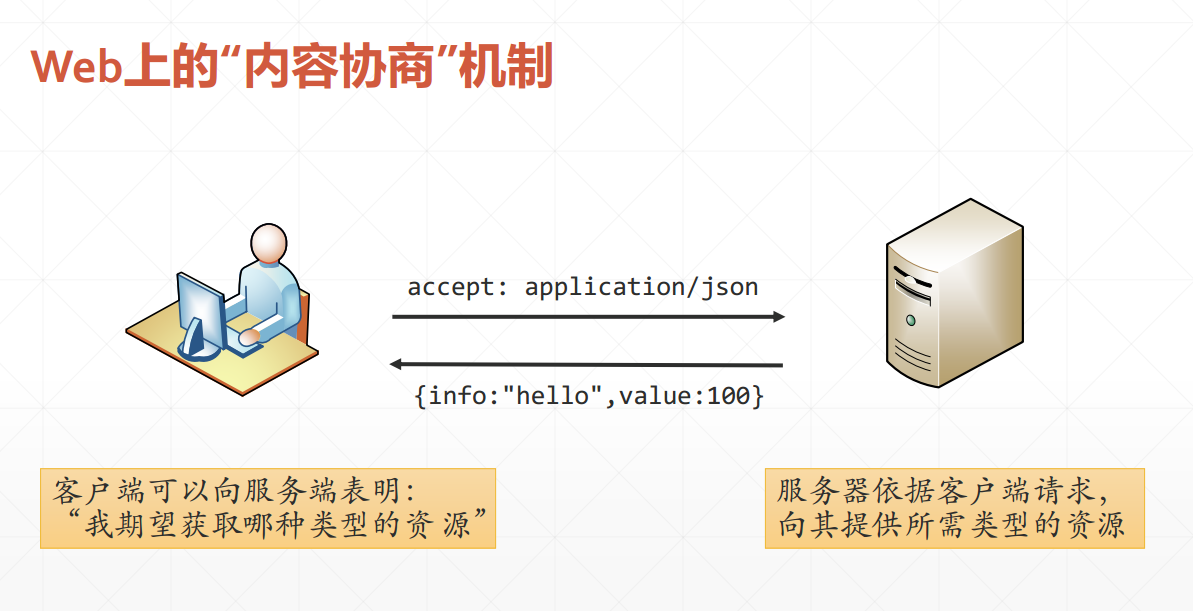 Web上的“内容协商”机制
accept: application/json
{info:"hello",value:100}
客户端可以向服务端表明：
“我期望获取哪种类型的资 源”
服务器依据客户端请求，
向其提供所需类型的资源